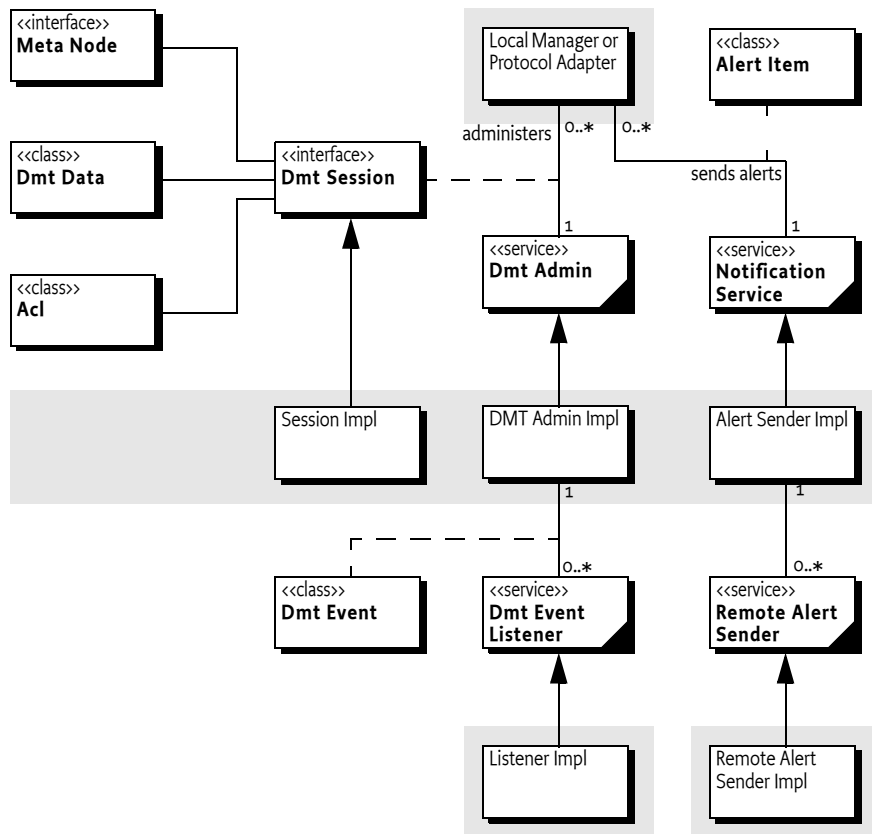 <<interface>>
Meta Node
Local Manager or
Protocol Adapter
<<class>>
Alert Item
administers
0..*
0..*
<<class>>
Dmt Data
<<interface>>
Dmt Session
sends alerts
1
1
<<service>>
Dmt Admin
<<service>>
Notification
Service
<<class>>
Acl
Session Impl
DMT Admin Impl
Alert Sender Impl
1
1
0..*
0..*
<<class>>
Dmt Event
<<service>>
Dmt Event
Listener
<<service>>
Remote Alert
Sender
Listener Impl
Remote Alert
Sender Impl